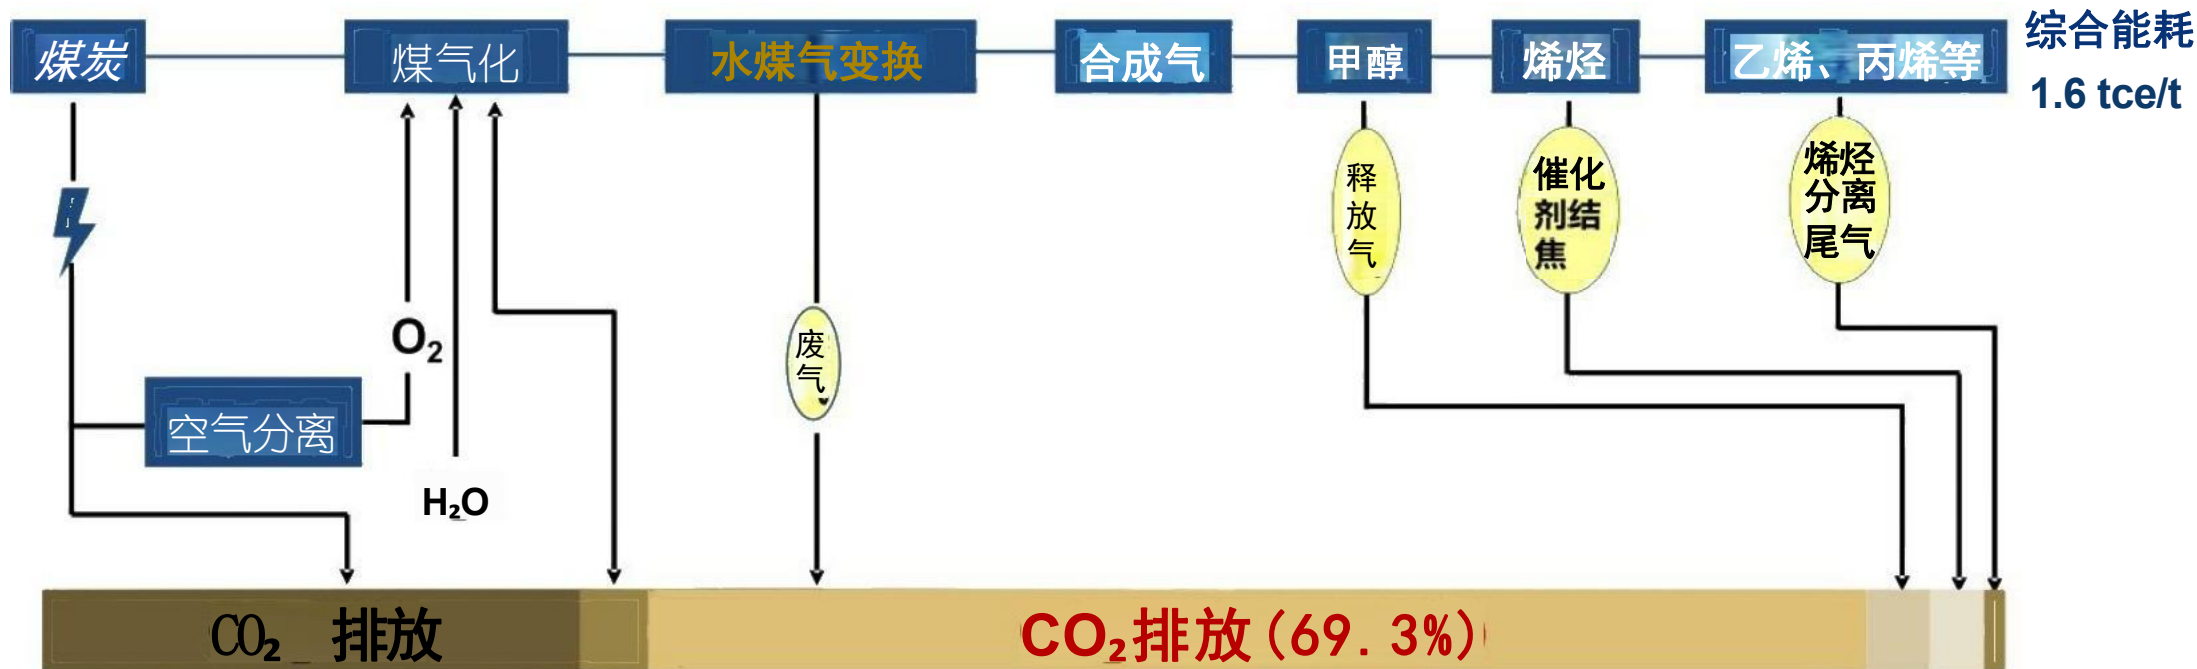 煤炭
煤气化
水煤气变换
合成气
甲醇
烯烃
乙烯、丙烯等
综合能耗
1.6 tce/t
释
放
气
催化
剂结
焦
烯烃
分离
尾气
O₂
废
气
空气分离
H₂O
CO₂ 排放
CO₂排放(69.3%)